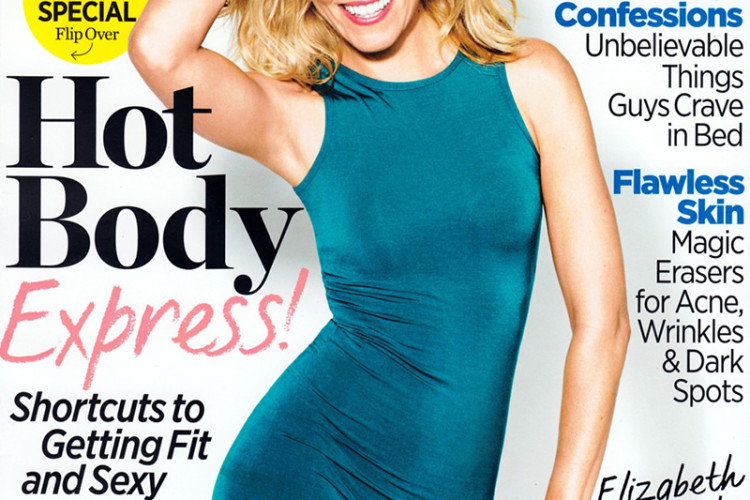 SPECIAL
Flip Over
Hot
Body
Express!
Shortcuts to
Getting Fit
and Sexy
Confessions
Unbelievable
Things
Guys Crave
in Bed
Flawless
Skin
Magic
Erasers
for Acne,
Wrinkles
& Dark
Spots
Elizabeth